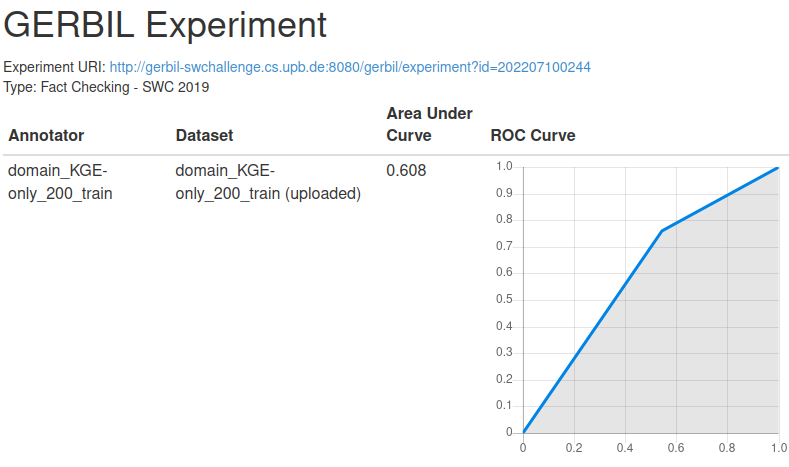 GERBIL Experiment
Experiment URI: http://gerbil-swchallenge.cs.upb.de:8080/gerbil/experiment?id=202207100244
Type: Fact Checking - SWC 2019
Annotator Dataset Area Under Curve ROC Curve
domain_KGE-only_200_train domain_KGE-only_200_train (uploaded) 0.608
1.0
0.9
0.8
0.7
0.6
0.5
0.4
0.3
0.2
0.1
0
0 0.2 0.4 0.6 0.8 1.0